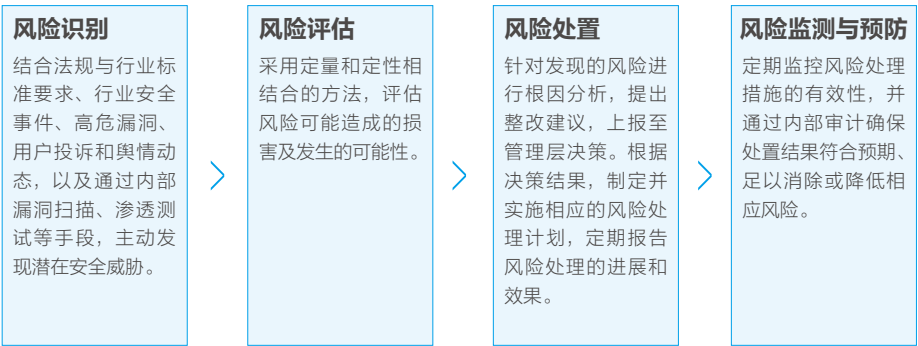 风险识别
结合法规与行业标
准要求、行业安全
事件、高危漏洞、
用户投诉和舆情动
态，以及通过内部
漏洞扫描、渗透测
试等手段，主动发
现潜在安全威胁。
风险评估
采用定量和定性相
结合的方法，评估
风险可能造成的损
害及发生的可能性。
风险处置
针对发现的风险进
行根因分析，提出
整改建议，上报至
管理层决策。根据
决策结果，制定并
实施相应的风险处
理计划，定期报告
风险处理的进展和
效果。
风险监测与预防
定期监控风险处理
措施的有效性，并
通过内部审计确保
处置结果符合预期、
足以消除或降低相
应风险。